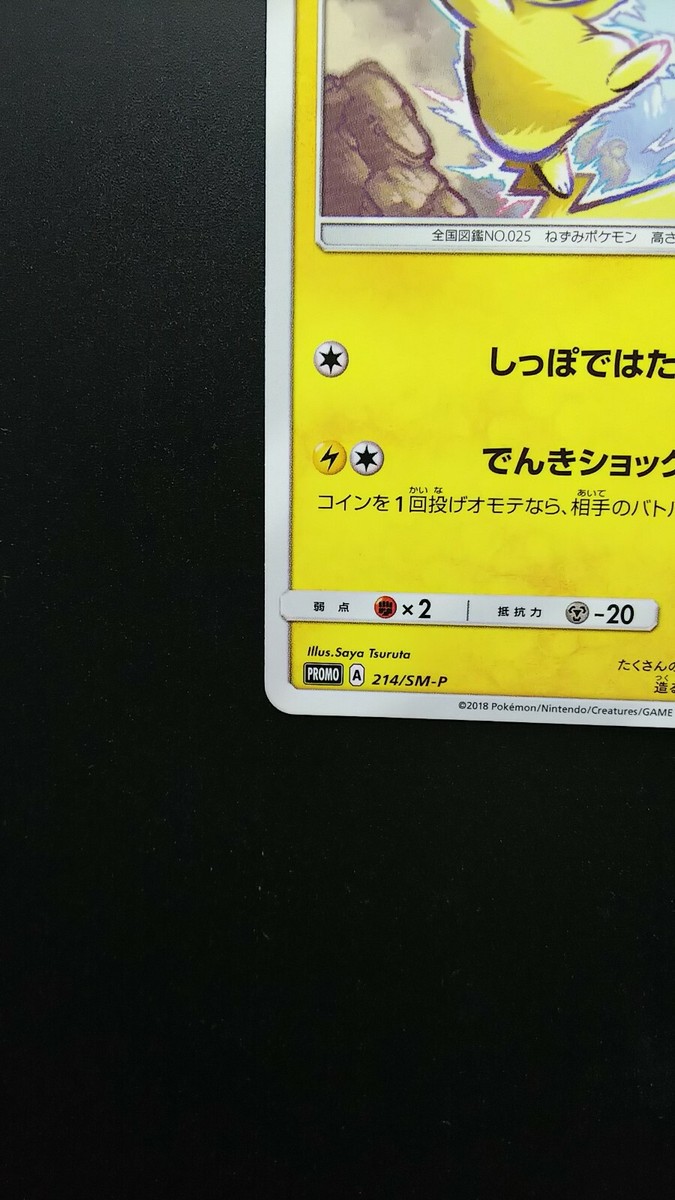 全国図鑑NO.025 ねずみポケモン 高さ
しっぽではた
でんきショック
コインを1回投げオモテなら、相手のバトル
弱点 ×2 抵抗力 -20
Illus.Saya Tsuruta
たくさんの
PROMO A 214/SM-P
造る
©2018 Pokémon/Nintendo/Creatures/GAME